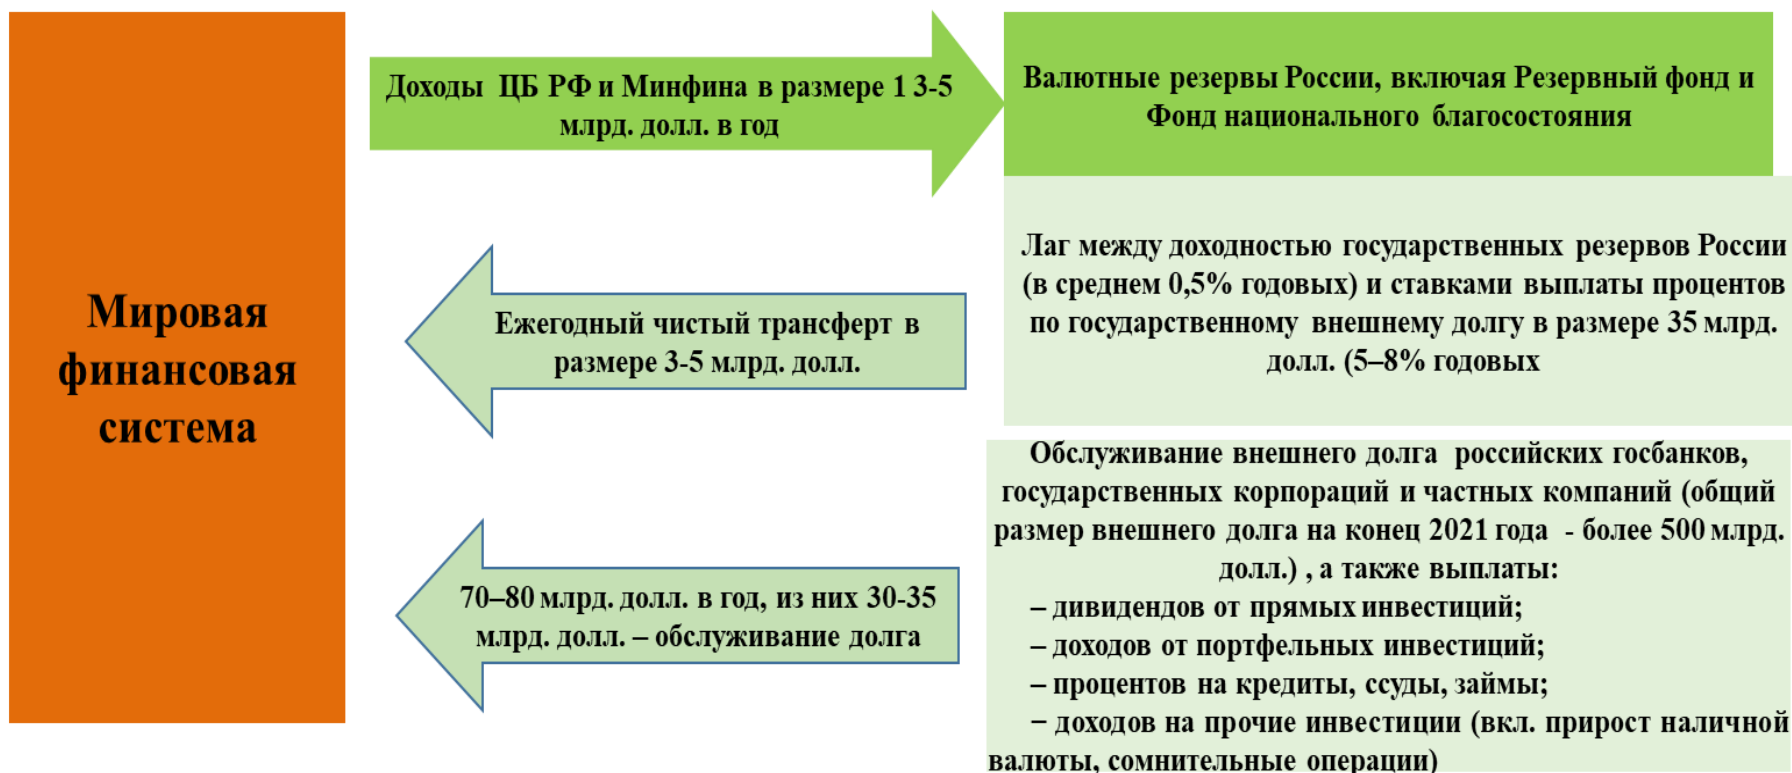 Мировая
финансовая
система
Доходы ЦБ РФ и Минфина в размере 1 3-5
млрд. долл. в год
Валютные резервы России, включая Резервный фонд и
Фонд национального благосостояния
Ежегодный чистый трансферт в
размере 3-5 млрд. долл.
Лаг между доходностью государственных резервов России
(в среднем 0,5% годовых) и ставками выплаты процентов
по государственному внешнему долгу в размере 35 млрд.
долл. (5–8% годовых
70–80 млрд. долл. в год, из них 30-35
млрд. долл. – обслуживание долга
Обслуживание внешнего долга российских госбанков,
государственных корпораций и частных компаний (общий
размер внешнего долга на конец 2021 года - более 500 млрд.
долл.) , а также выплаты:
– дивидендов от прямых инвестиций;
– доходов от портфельных инвестиций;
– процентов на кредиты, ссуды, займы;
– доходов на прочие инвестиции (вкл. прирост наличной
валюты, сомнительные операции)